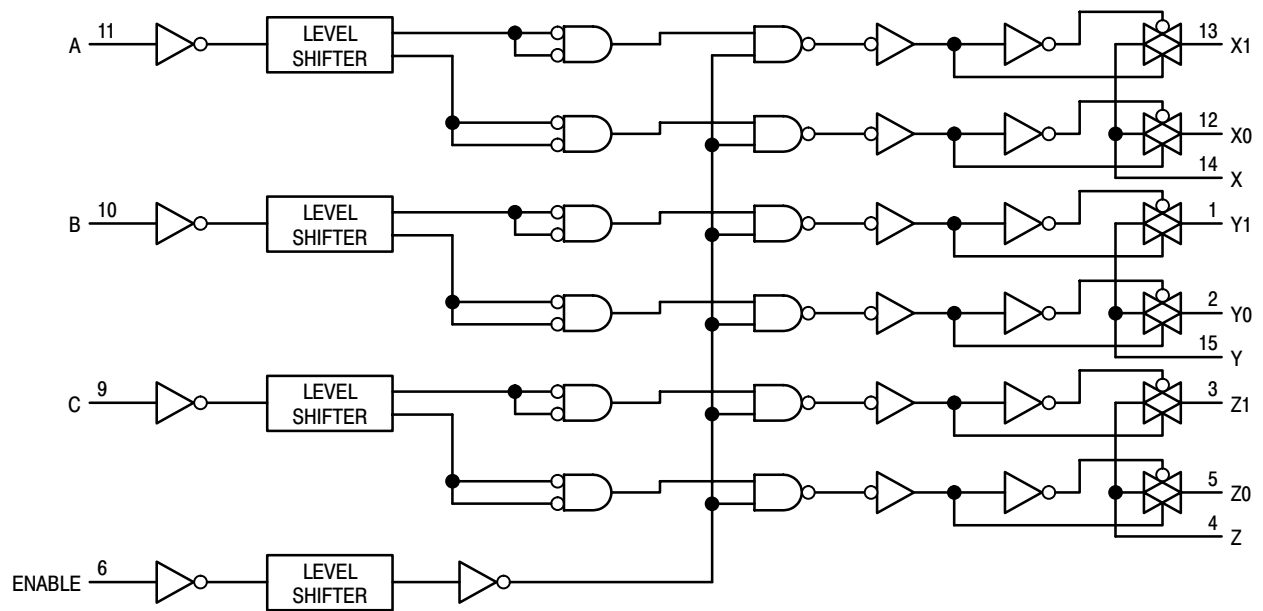 A 11 LEVEL SHIFTER 13 X1
12 X0
14 X
B 10 LEVEL SHIFTER 1 Y1
2 Y0
15 Y
C 9 LEVEL SHIFTER 3 Z1
5 Z0
4 Z
ENABLE 6 LEVEL SHIFTER